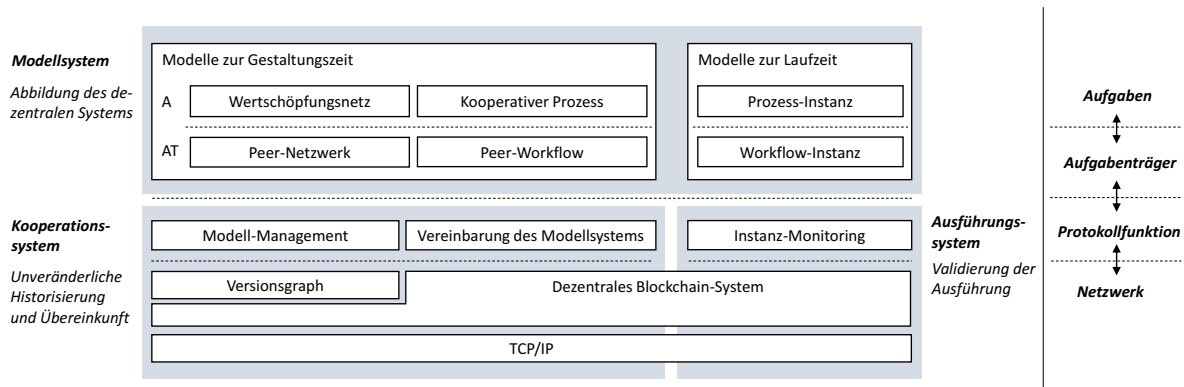 Modellsystem
Abbildung des de-
zentralen Systems
Modelle zur Gestaltungszeit
A
Wertschöpfungsnetz
Kooperativer Prozess
AT
Peer-Netzwerk
Peer-Workflow
Modelle zur Laufzeit
Prozess-Instanz
Workflow-Instanz
Kooperations-
system
Unveränderliche
Historisierung
und Übereinkunft
Modell-Management
Vereinbarung des Modellsystems
Instanz-Monitoring
Versionsgraph
Dezentrales Blockchain-System
TCP/IP
Ausführungs-
system
Validierung der
Ausführung
Aufgaben
Aufgabenträger
Protokollfunktion
Netzwerk